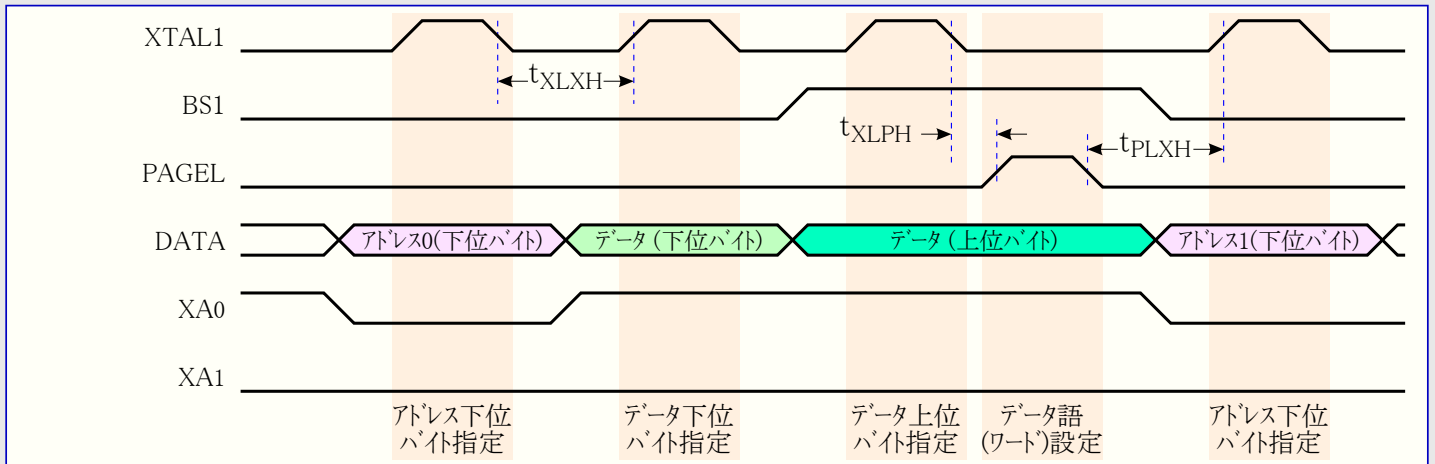 XTAL1
tXLXH
BS1
tXLPH
tPLXH
PAGEL
DATA
アドレス0(下位バイト)
データ (下位バイト)
データ (上位バイト)
アドレス1(下位バイト)
XA0
XA1
アドレス下位
バイト指定
データ下位
バイト指定
データ上位
バイト指定
データ語
(ワード)設定
アドレス下位
バイト指定